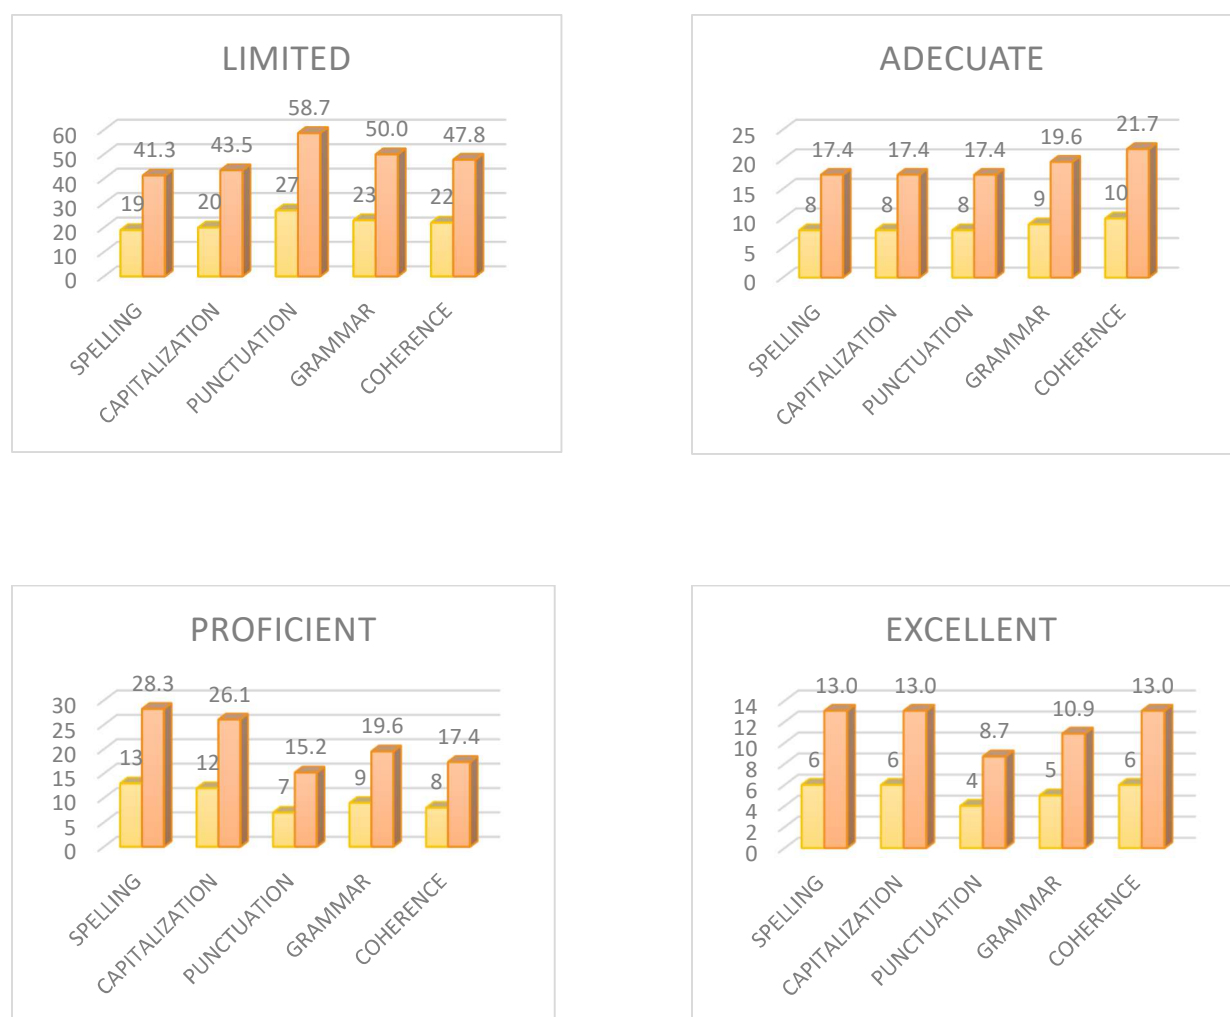 LIMITED
58.7
50.0
47.8
43.5
41.3
60
50
40
30
20
10
0
19
20
27
23
22
SPELLING
CAPITALIZATION
PUNCTUATION
GRAMMAR
COHERENCE
ADECUATE
21.7
19.6
17.4
17.4
17.4
25
20
15
10
5
0
8
8
8
9
10
SPELLING
CAPITALIZATION
PUNCTUATION
GRAMMAR
COHERENCE
PROFICIENT
28.3
26.1
15.2
19.6
17.4
30
25
20
15
10
5
0
13
12
7
9
8
SPELLING
CAPITALIZATION
PUNCTUATION
GRAMMAR
COHERENCE
EXCELLENT
13.0
13.0
8.7
10.9
13.0
14
12
10
8
6
4
2
0
6
6
4
5
6
SPELLING
CAPITALIZATION
PUNCTUATION
GRAMMAR
COHERENCE